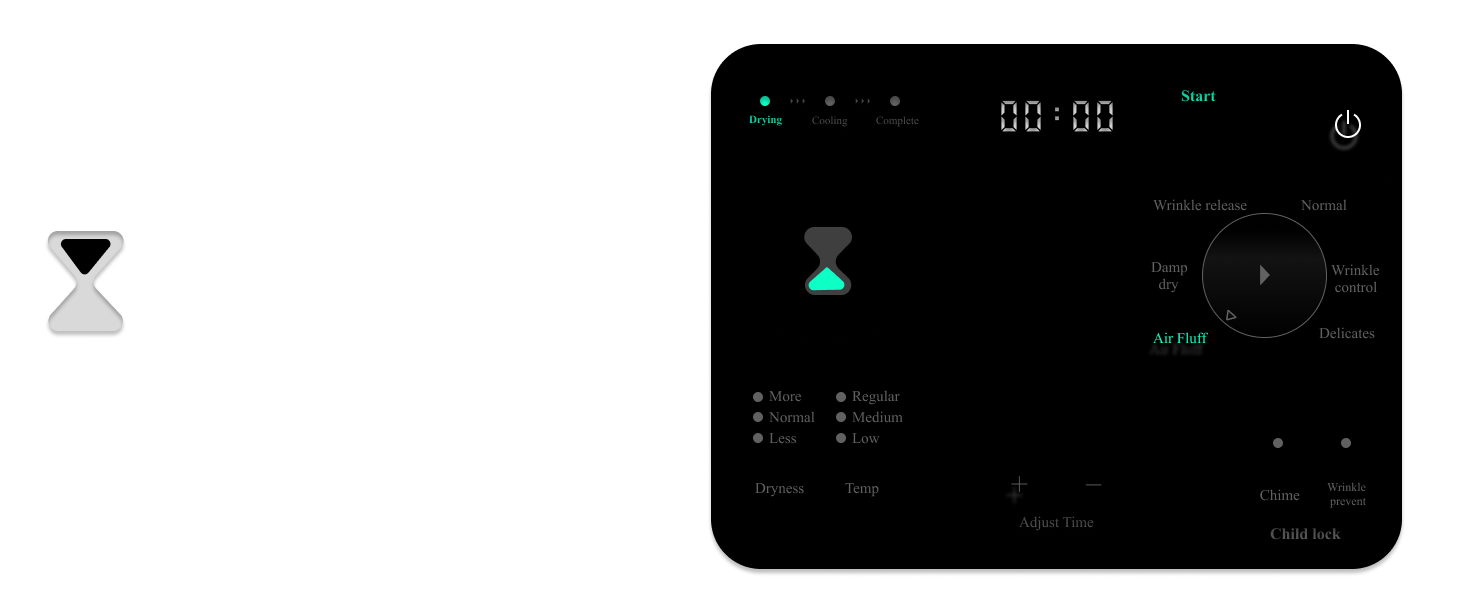 Start
Drying
Cooling
Complete
00:00
Wrinkle release
Normal
Damp
dry
Wrinkle
control
Air Fluff
Delicates
More
Regular
Normal
Medium
Less
Low
Dryness
Temp
Adjust Time
Chime
Wrinkle
prevent
Child lock